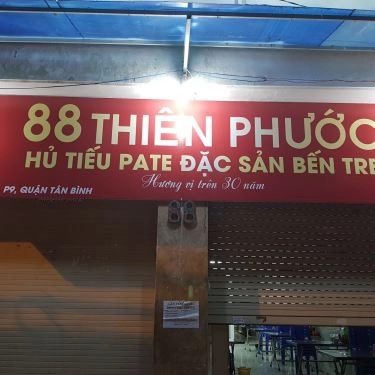 88 THIÊN PHƯỚC
HỦ TIẾU PATE ĐẶC SẢN BẾN TRE
Hương vị trên 30 năm
P9, QUẬN TÂN BÌNH